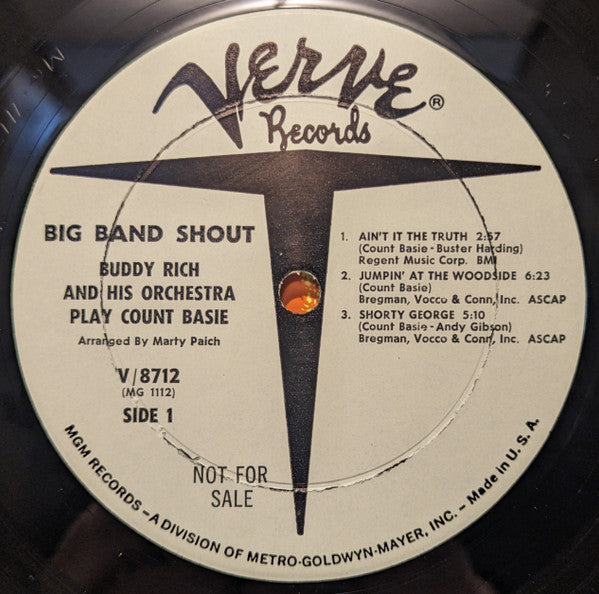 Verve®
Records
BIG BAND SHOUT
BUDDY RICH
AND HIS ORCHESTRA
PLAY COUNT BASIE
Arranged By Marty Paich
V/8712
(MG 1112)
SIDE 1
NOT FOR
SALE
1. AIN'T IT THE TRUTH 2:57
(Count Basie - Buster Harding)
Regent Music Corp. BMI
2. JUMPIN' AT THE WOODSIDE 6:23
(Count Basie)
Bregman, Vocco & Conn, Inc. ASCAP
3. SHORTY GEORGE 5:10
(Count Basie - Andy Gibson)
Bregman, Vocco & Conn, Inc. ASCAP
MGM RECORDS – A DIVISION OF METRO-GOLDWYN-MAYER, INC. – Made in U. S. A.